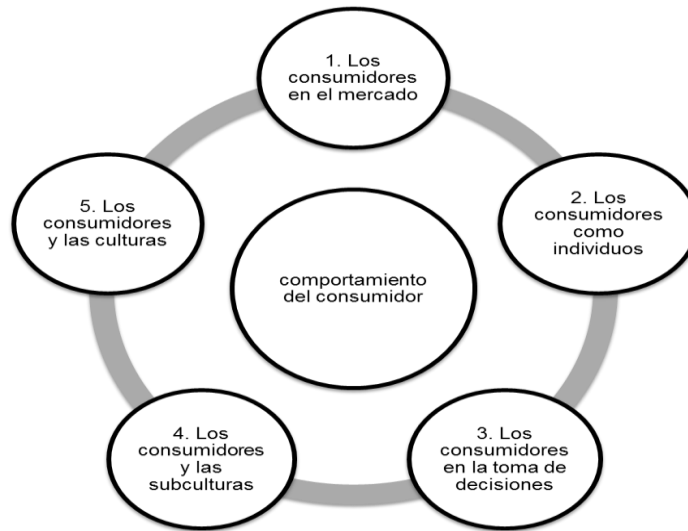 1. Los
consumidores
en el mercado
2. Los
consumidores
como
individuos
3. Los
consumidores
en la toma de
decisiones
4. Los
consumidores
y las
subculturas
5. Los
consumidores
y las culturas
comportamiento
del consumidor